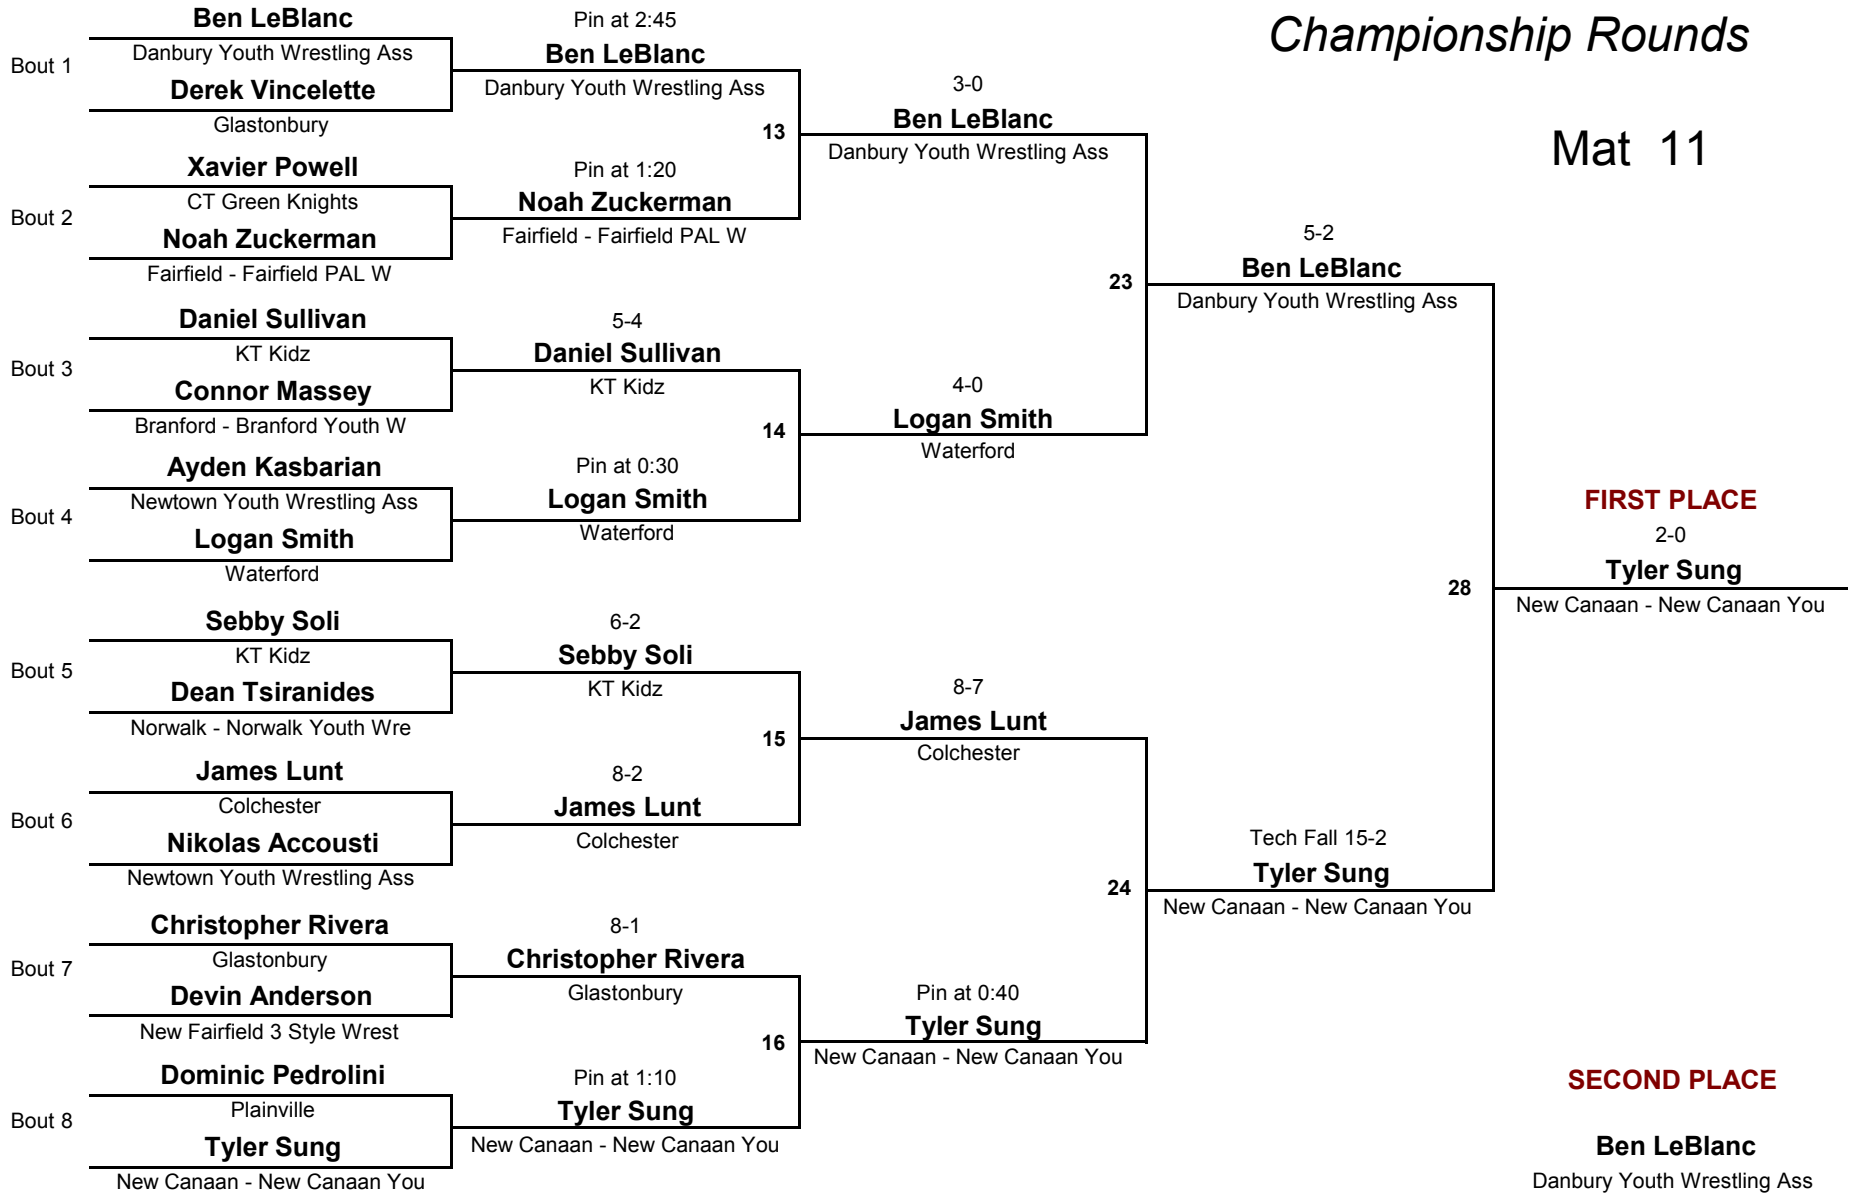 Championship Rounds
Mat 11
Bout 1
Ben LeBlanc
Danbury Youth Wrestling Ass
Derek Vincelette
Glastonbury
Bout 2
Xavier Powell
CT Green Knights
Noah Zuckerman
Fairfield - Fairfield PAL W
Bout 3
Daniel Sullivan
KT Kidz
Connor Massey
Branford - Branford Youth W
Bout 4
Ayden Kasbarian
Newtown Youth Wrestling Ass
Logan Smith
Waterford
Bout 5
Sebby Soli
KT Kidz
Dean Tsiranides
Norwalk - Norwalk Youth Wre
Bout 6
James Lunt
Colchester
Nikolas Accousti
Newtown Youth Wrestling Ass
Bout 7
Christopher Rivera
Glastonbury
Devin Anderson
New Fairfield 3 Style Wrest
Bout 8
Dominic Pedrolini
Plainville
Tyler Sung
New Canaan - New Canaan You
Pin at 2:45
Ben LeBlanc
Danbury Youth Wrestling Ass
13
Pin at 1:20
Noah Zuckerman
Fairfield - Fairfield PAL W
5-4
Daniel Sullivan
KT Kidz
14
Pin at 0:30
Logan Smith
Waterford
6-2
Sebby Soli
KT Kidz
15
8-2
James Lunt
Colchester
8-1
Christopher Rivera
Glastonbury
16
Pin at 1:10
Tyler Sung
New Canaan - New Canaan You
3-0
Ben LeBlanc
Danbury Youth Wrestling Ass
23
4-0
Logan Smith
Waterford
8-7
James Lunt
Colchester
24
Pin at 0:40
Tyler Sung
New Canaan - New Canaan You
5-2
Ben LeBlanc
Danbury Youth Wrestling Ass
28
Tech Fall 15-2
Tyler Sung
New Canaan - New Canaan You
FIRST PLACE
2-0
Tyler Sung
New Canaan - New Canaan You
SECOND PLACE
Ben LeBlanc
Danbury Youth Wrestling Ass